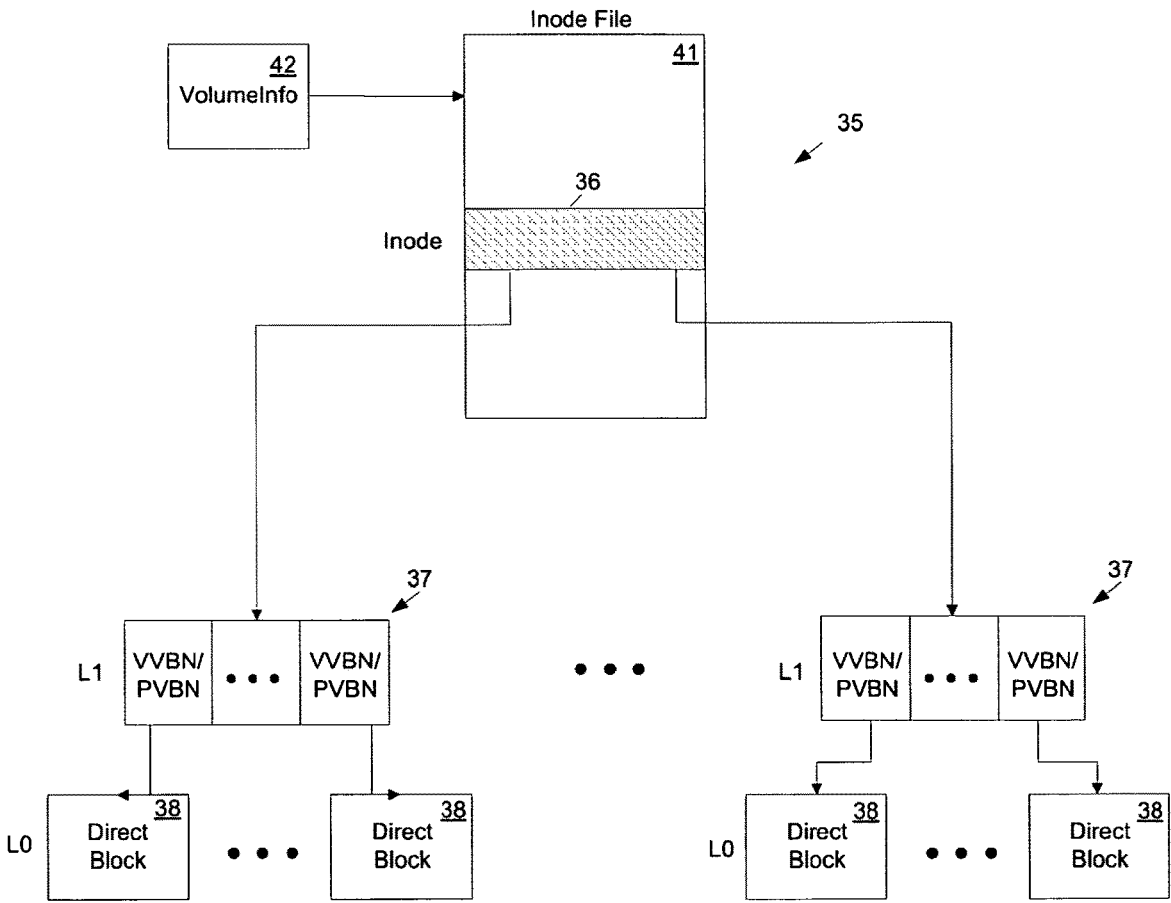 Inode File
42
VolumeInfo
41
35
36
Inode
37
37
L1
VVBN/
PVBN
VVBN/
PVBN
L1
VVBN/
PVBN
VVBN/
PVBN
L0
38
Direct
Block
38
Direct
Block
L0
38
Direct
Block
38
Direct
Block